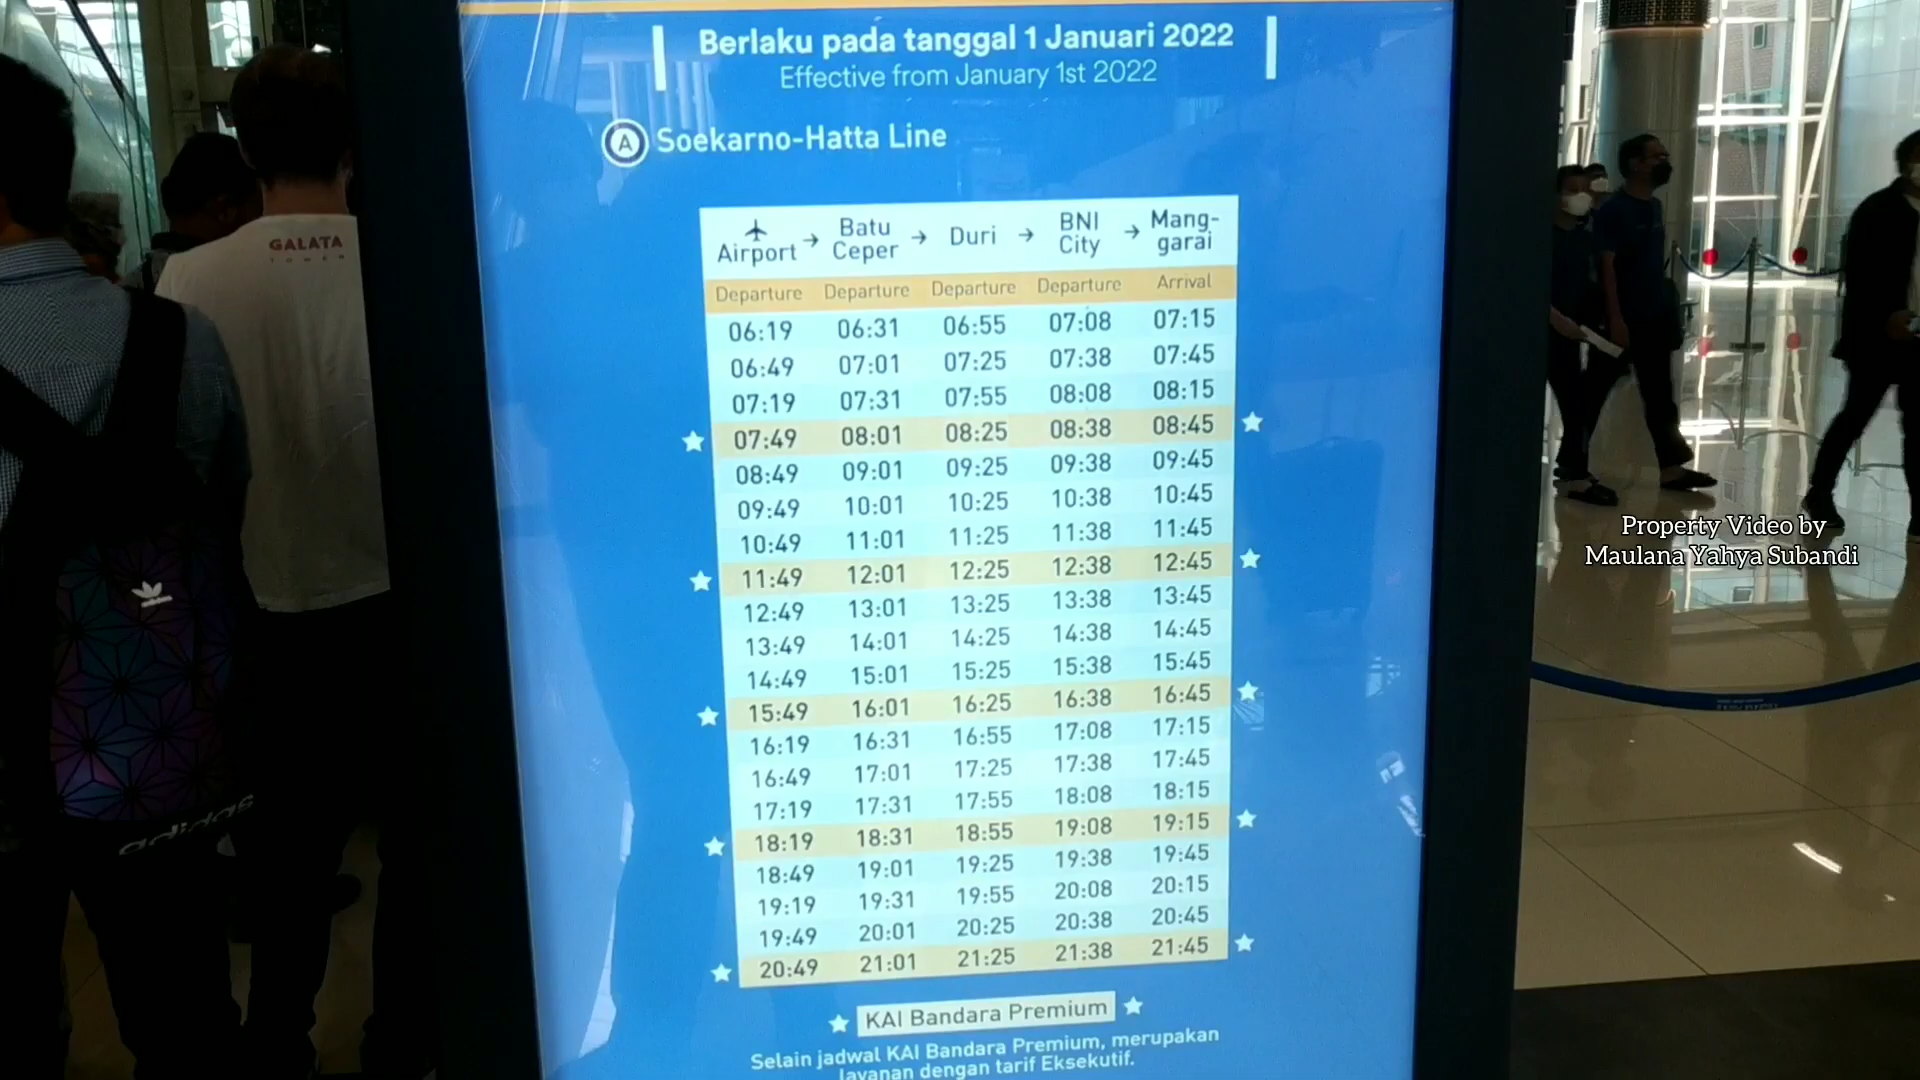 Berlaku pada tanggal 1 Januari 2022
Effective from January 1st 2022
A Soekarno-Hatta Line
Airport → Batu Ceper → Duri → BNI City → Mang-garai
Departure Departure Departure Departure Arrival
06:19 06:31 06:55 07:08 07:15
06:49 07:01 07:25 07:38 07:45
07:19 07:31 07:55 08:08 08:15
★ 07:49 08:01 08:25 08:38 08:45 ★
08:49 09:01 09:25 09:38 09:45
09:49 10:01 10:25 10:38 10:45
10:49 11:01 11:25 11:38 11:45
★ 11:49 12:01 12:25 12:38 12:45 ★
12:49 13:01 13:25 13:38 13:45
13:49 14:01 14:25 14:38 14:45
14:49 15:01 15:25 15:38 15:45
★ 15:49 16:01 16:25 16:38 16:45 ★
16:19 16:31 16:55 17:08 17:15
16:49 17:01 17:25 17:38 17:45
17:19 17:31 17:55 18:08 18:15
★ 18:19 18:31 18:55 19:08 19:15 ★
18:49 19:01 19:25 19:38 19:45
19:19 19:31 19:55 20:08 20:15
19:49 20:01 20:25 20:38 20:45
★ 20:49 21:01 21:25 21:38 21:45 ★
★ KAI Bandara Premium ★
Selain jadwal KAI Bandara Premium, merupakan
layanan dengan tarif Eksekutif.
GALATA
adidas
Property Video by
Maulana Yahya Subandi